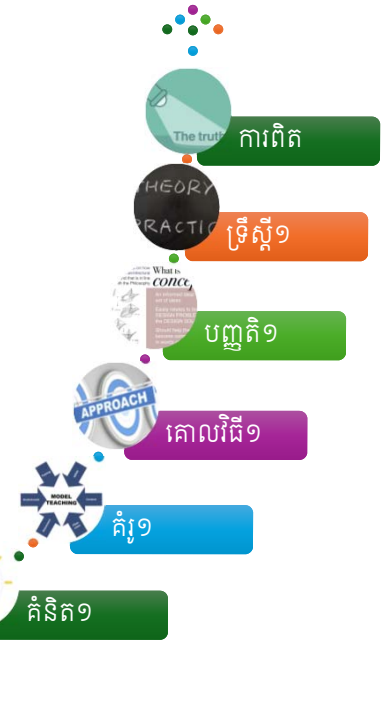 The truth
ការពិត
THEORY
PRACTIC
ទ្រឹស្តី១
What is
conce
បញ្ញតិ១
APPROACH
គោលវិធី១
MODEL
TEACHING
គំរូ១
គំនិត១